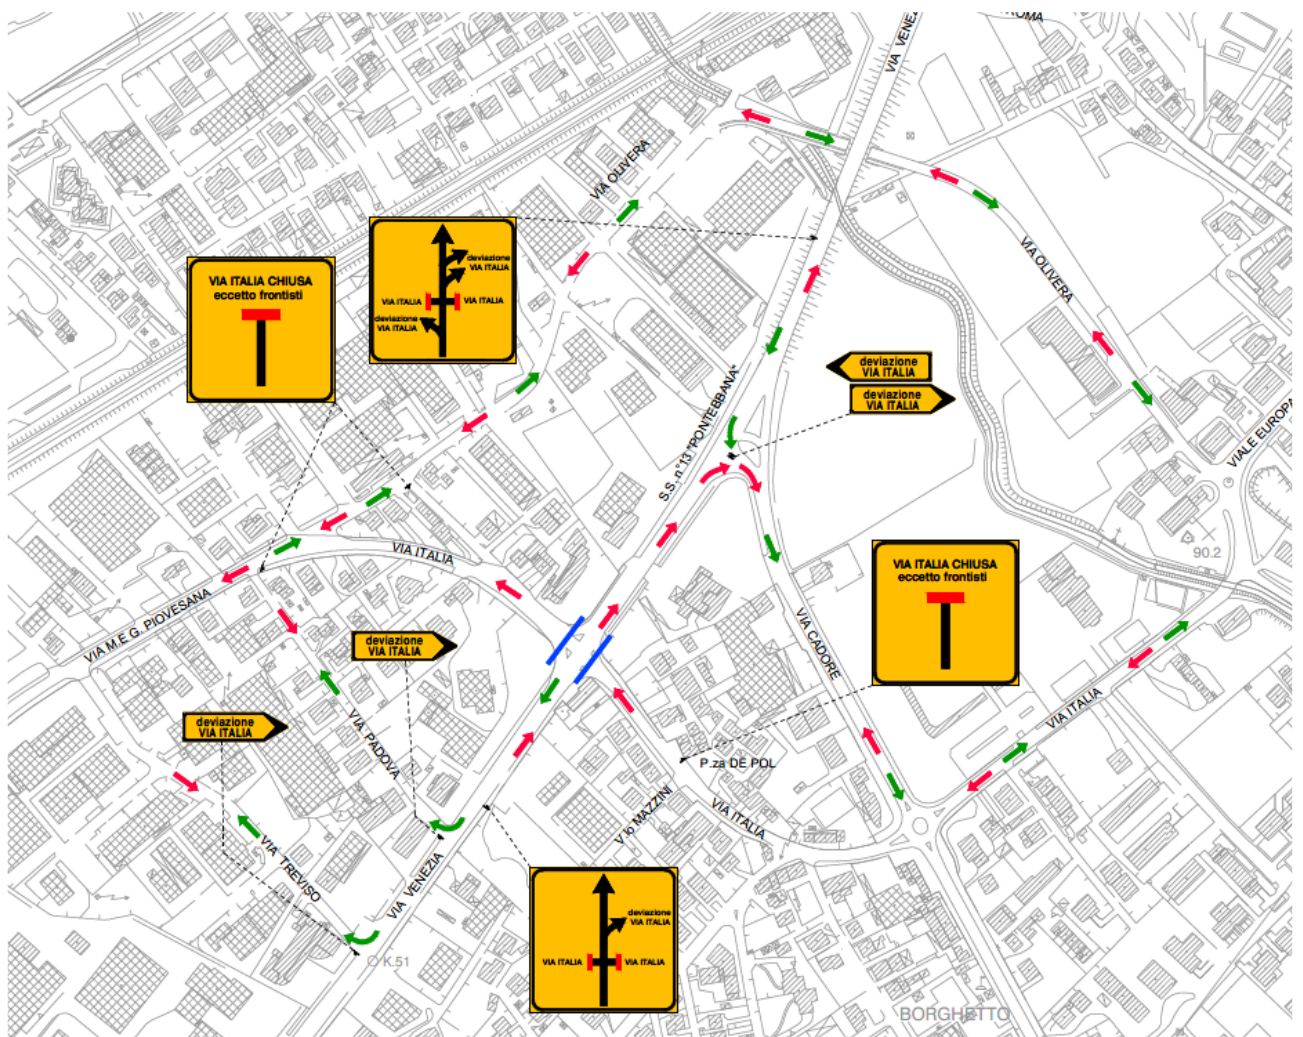 ROMA
VIA VENEZ
VIA OLIVERA
deviazione
VIA ITALIA
VIA ITALIA
VIA ITALIA
deviazione
VIA ITALIA
VIA ITALIA CHIUSA
eccetto frontisti
VIA OLIVERA
deviazione
VIA ITALIA
deviazione
VIA ITALIA
S.S. n°13 "PONTEBBANA"
VIALE EUROPA
90.2
VIA ITALIA
VIA ITALIA CHIUSA
eccetto frontisti
VIA M.E.G. PIOVESANA
VIA CADORE
deviazione
VIA ITALIA
VIA ITALIA
deviazione
VIA ITALIA
VIA PADOVA
P.za DE POL
V.lo MAZZINI
VIA ITALIA
VIA TREVISO
VIA VENEZIA
K.51
deviazione
VIA ITALIA
VIA ITALIA
VIA ITALIA
BORGHETTO